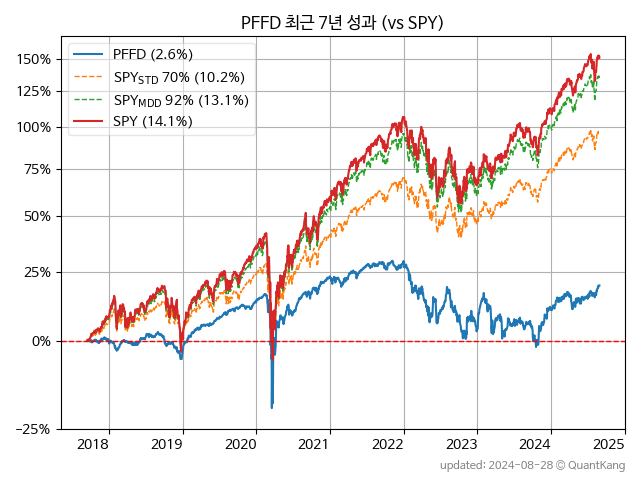 PFFD 최근 7년 성과 (vs SPY)
PFFD (2.6%)
SPY_STD 70% (10.2%)
SPY_MDD 92% (13.1%)
SPY (14.1%)
150%
125%
100%
75%
50%
25%
0%
−25%
2018 2019 2020 2021 2022 2023 2024 2025
updated: 2024-08-28 © QuantKang